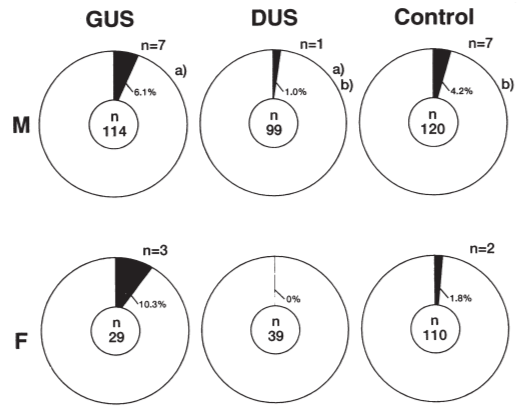 GUS DUS Control
n=7 n=1 n=7
a) a)
b) b)
6.1% 1.0% 4.2%
M
n n n
114 99 120
n=3 n=2
10.3% 0% 1.8%
F
n n n
29 39 110